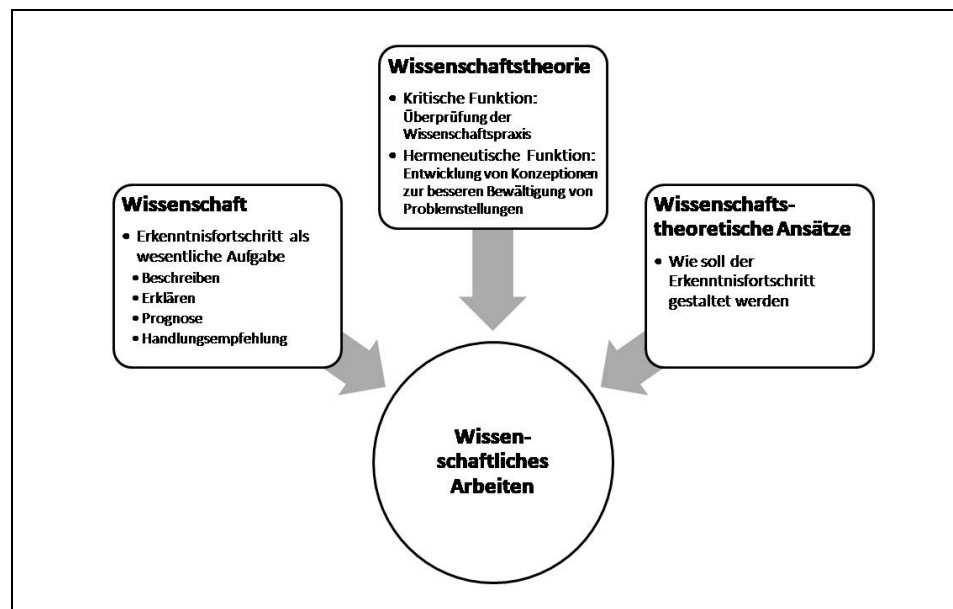 Wissenschaftstheorie
• Kritische Funktion:
Überprüfung der
Wissenschaftspraxis
• Hermeneutische Funktion:
Entwicklung von Konzeptionen
zur besseren Bewältigung von
Problemstellungen
Wissenschaft
• Erkenntnisfortschritt als
wesentliche Aufgabe
• Beschreiben
• Erklären
• Prognose
• Handlungsempfehlung
Wissenschafts-
theoretische Ansätze
• Wie soll der
Erkenntnisfortschritt
gestaltet werden
Wissen-
schaftliches
Arbeiten